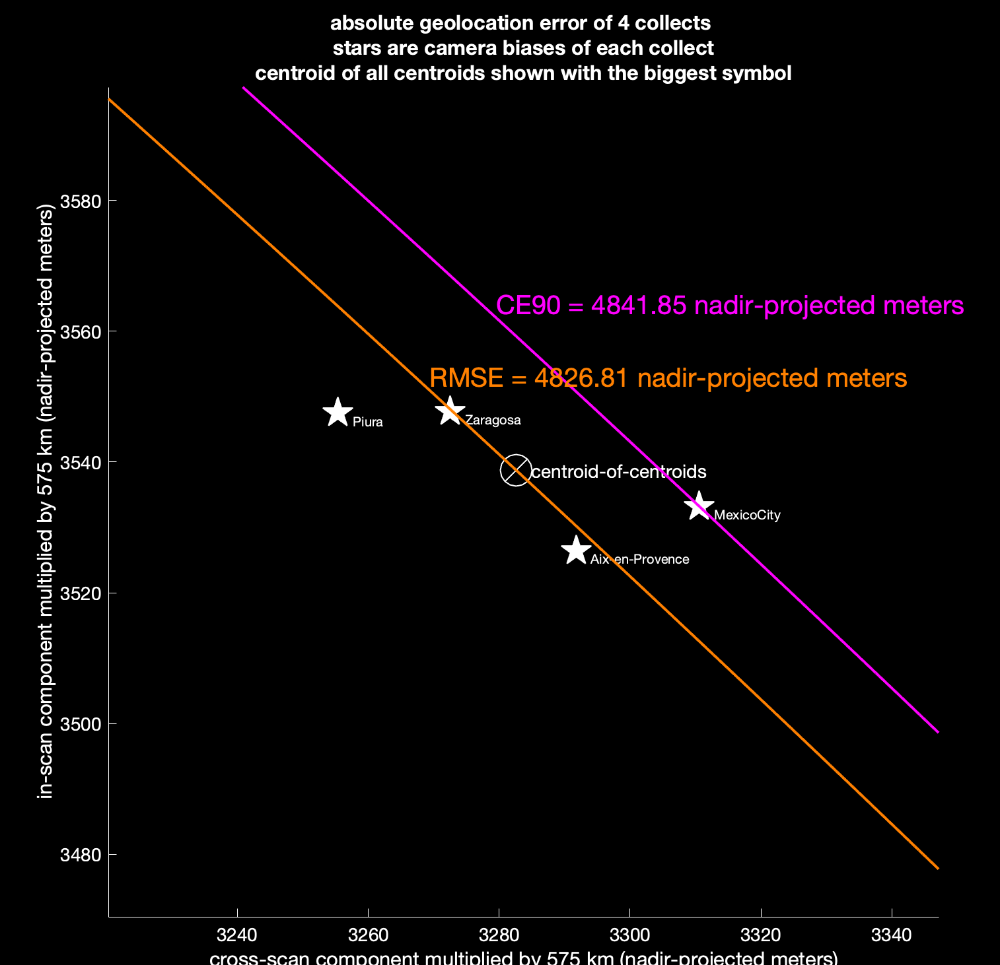 absolute geolocation error of 4 collects
stars are camera biases of each collect
centroid of all centroids shown with the biggest symbol
in-scan component multiplied by 575 km (nadir-projected meters)
3580
3560
3540
3520
3500
3480
CE90 = 4841.85 nadir-projected meters
RMSE = 4826.81 nadir-projected meters
Piura
Zaragosa
centroid-of-centroids
MexicoCity
Aix-en-Provence
3240 3260 3280 3300 3320 3340
cross-scan component multiplied by 575 km (nadir-projected meters)